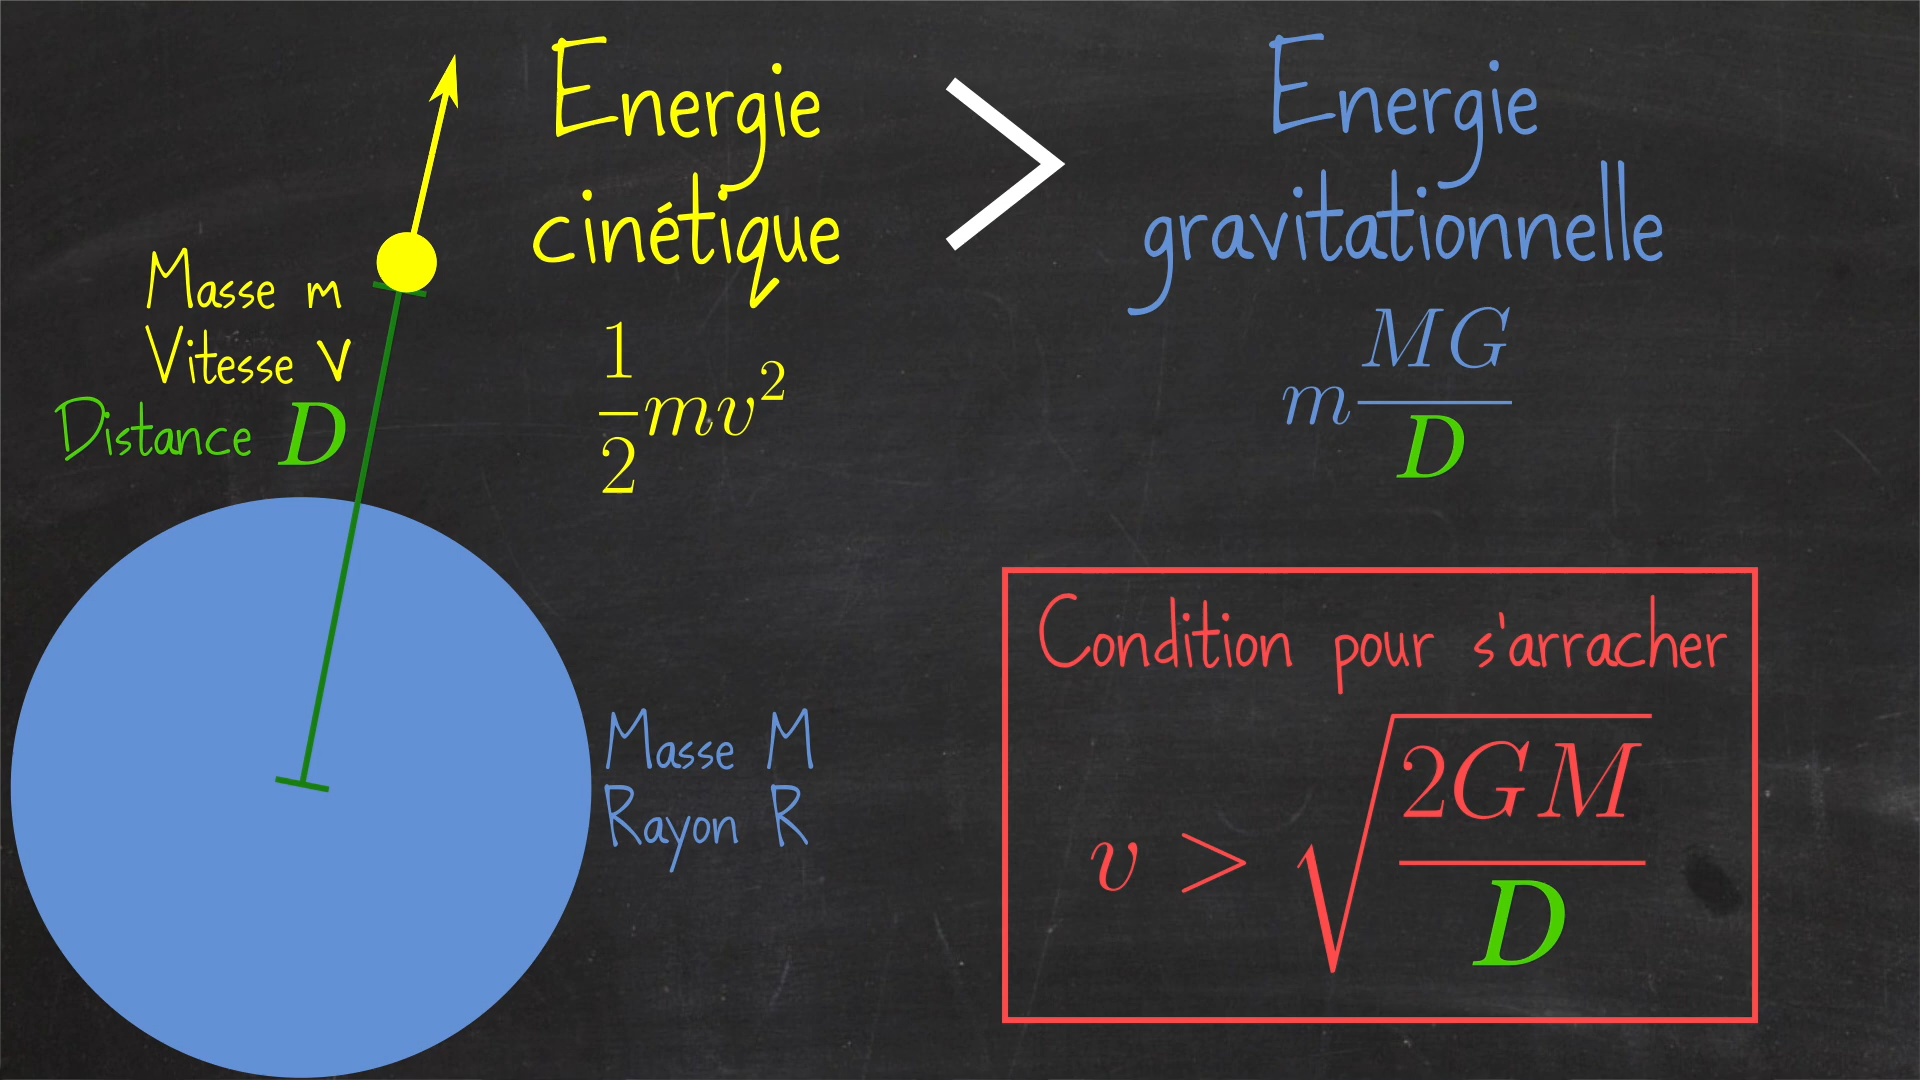 Energie
cinétique
>
Energie
gravitationnelle
Masse m
Vitesse v
Distance D
1/2 mv²
m MG/D
Masse M
Rayon R
Condition pour s'arracher
v > √(2GM/D)